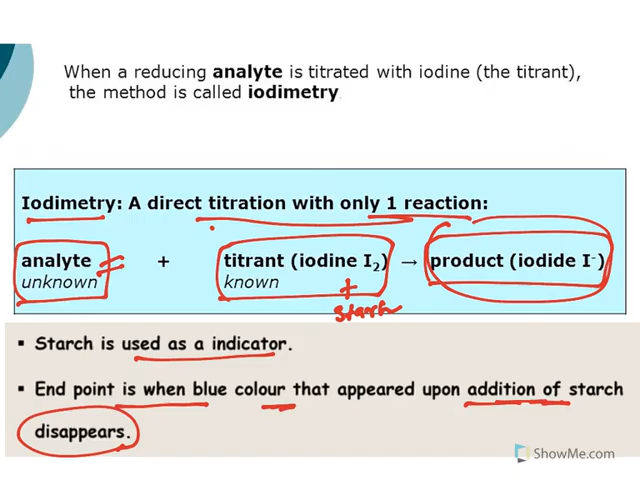 When a reducing analyte is titrated with iodine (the titrant),
the method is called iodimetry.
Iodimetry: A direct titration with only 1 reaction:
analyte + titrant (iodine I₂) → product (iodide I⁻)
unknown known
+
starch
▪ Starch is used as a indicator.
▪ End point is when blue colour that appeared upon addition of starch
disappears.
ShowMe.com